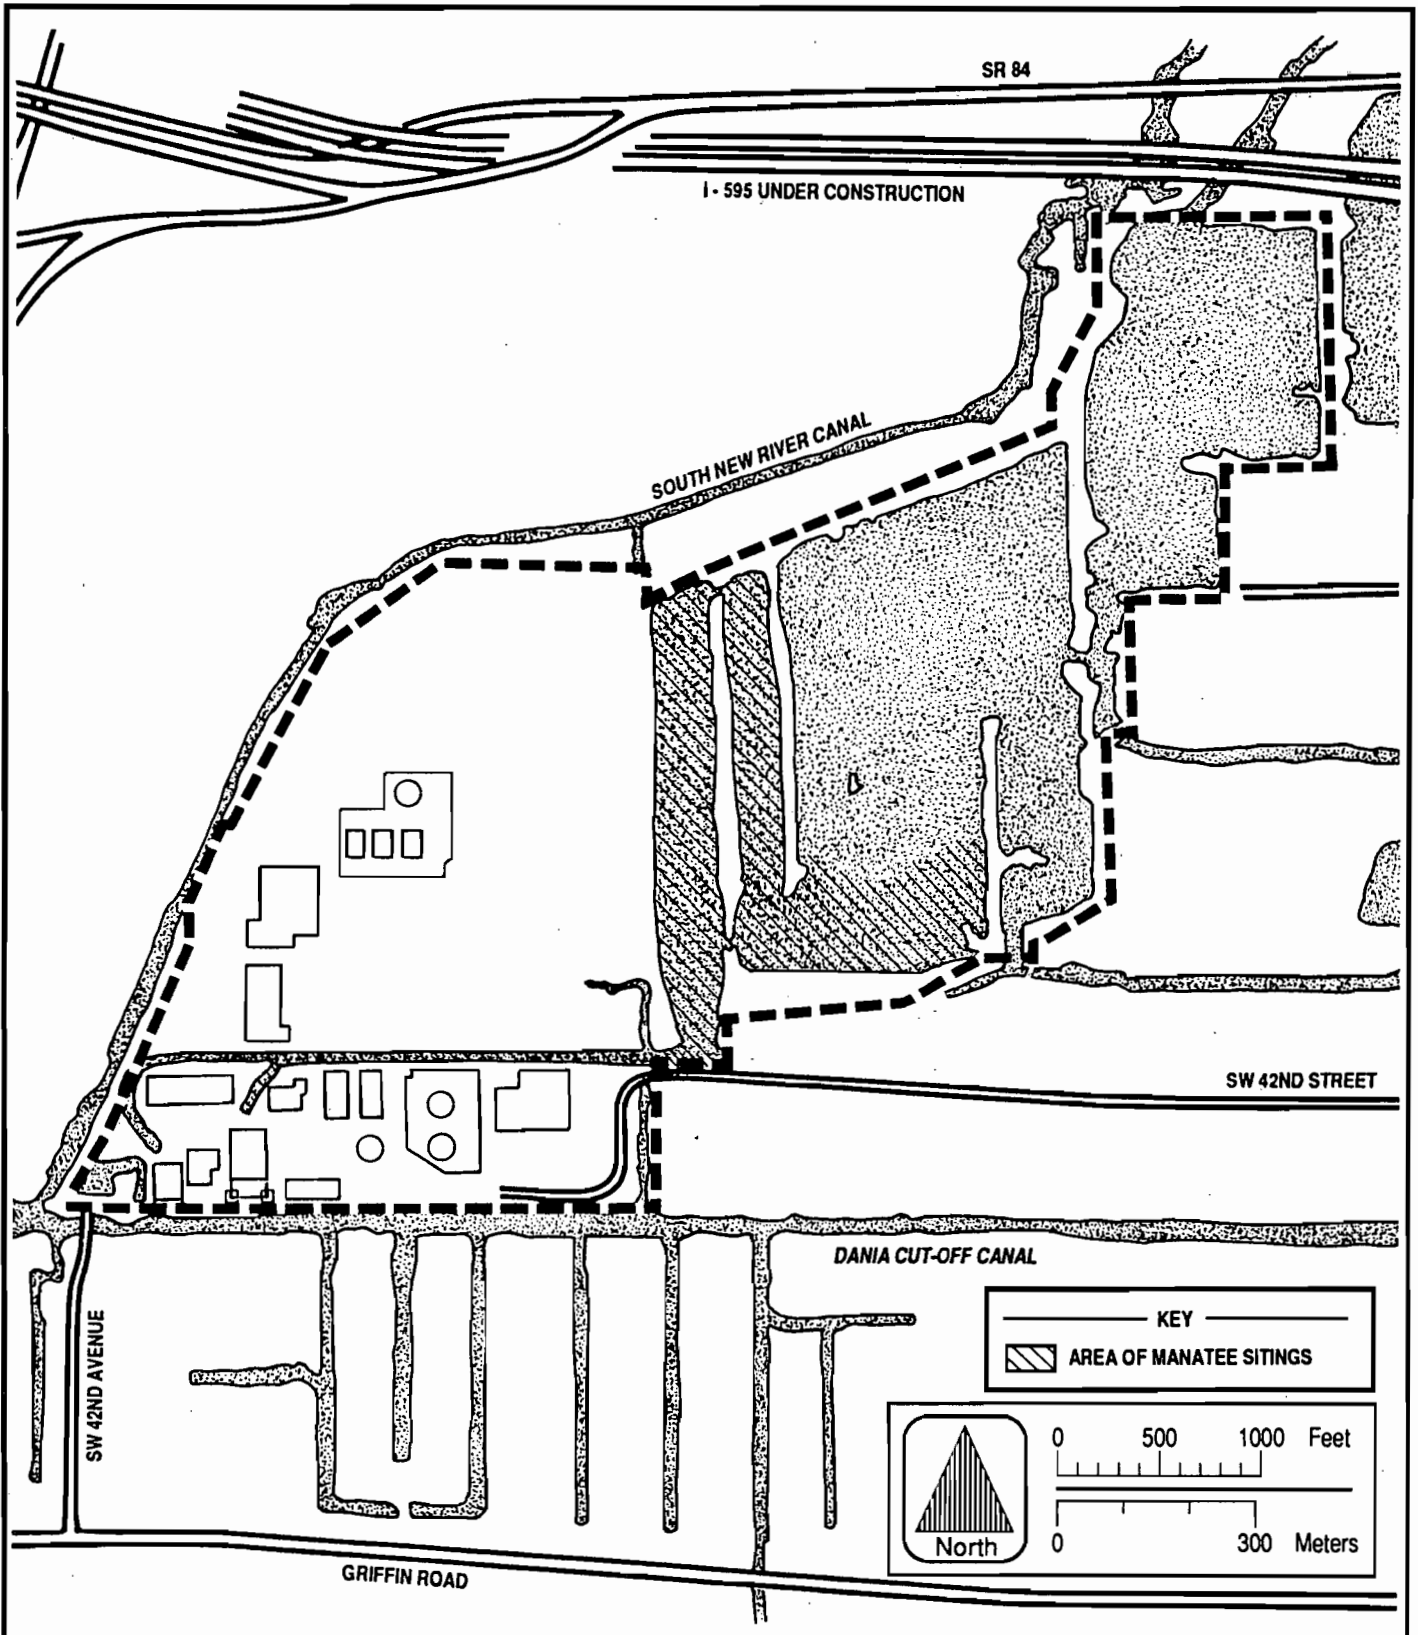 SR 84
I - 595 UNDER CONSTRUCTION
SOUTH NEW RIVER CANAL
SW 42ND STREET
DANIA CUT-OFF CANAL
SW 42ND AVENUE
KEY
AREA OF MANATEE SITINGS
0 500 1000 Feet
0 300 Meters
North
GRIFFIN ROAD